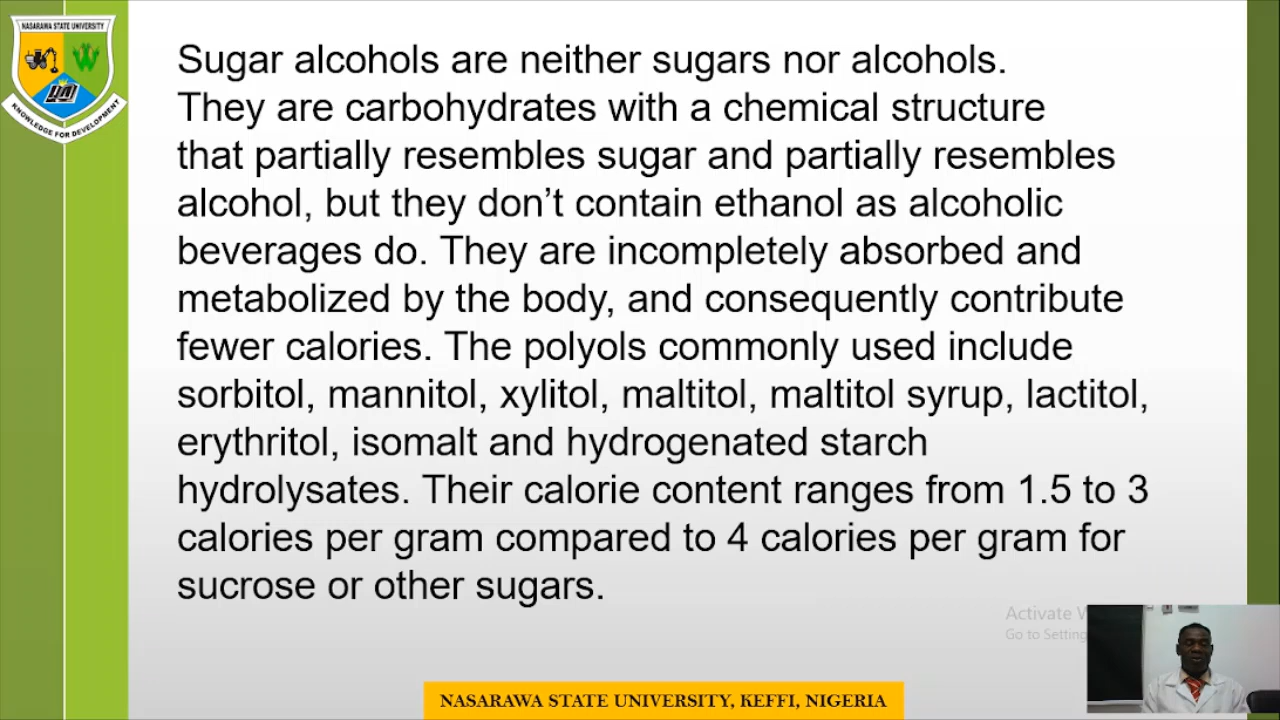 NASARAWA STATE UNIVERSITY
KNOWLEDGE FOR DEVELOPMENT
Sugar alcohols are neither sugars nor alcohols.
They are carbohydrates with a chemical structure
that partially resembles sugar and partially resembles
alcohol, but they don’t contain ethanol as alcoholic
beverages do. They are incompletely absorbed and
metabolized by the body, and consequently contribute
fewer calories. The polyols commonly used include
sorbitol, mannitol, xylitol, maltitol, maltitol syrup, lactitol,
erythritol, isomalt and hydrogenated starch
hydrolysates. Their calorie content ranges from 1.5 to 3
calories per gram compared to 4 calories per gram for
sucrose or other sugars.
Activate
Go to Setting
NASARAWA STATE UNIVERSITY, KEFFI, NIGERIA